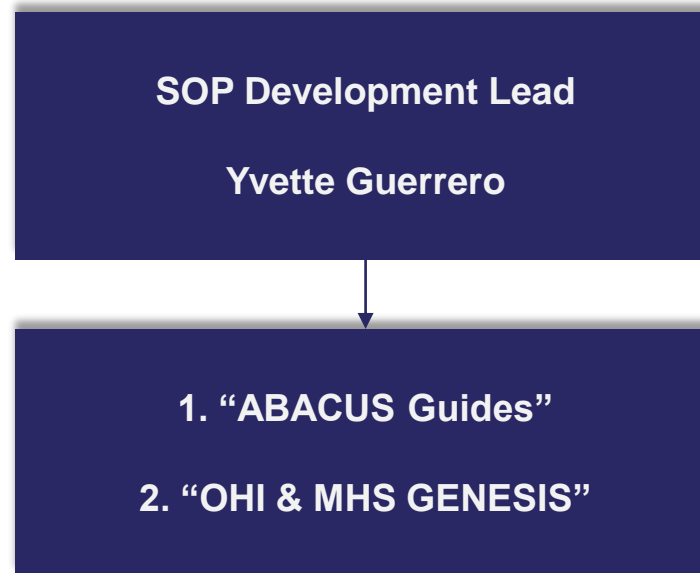 SOP Development Lead
Yvette Guerrero
1. “ABACUS Guides”
2. “OHI & MHS GENESIS”